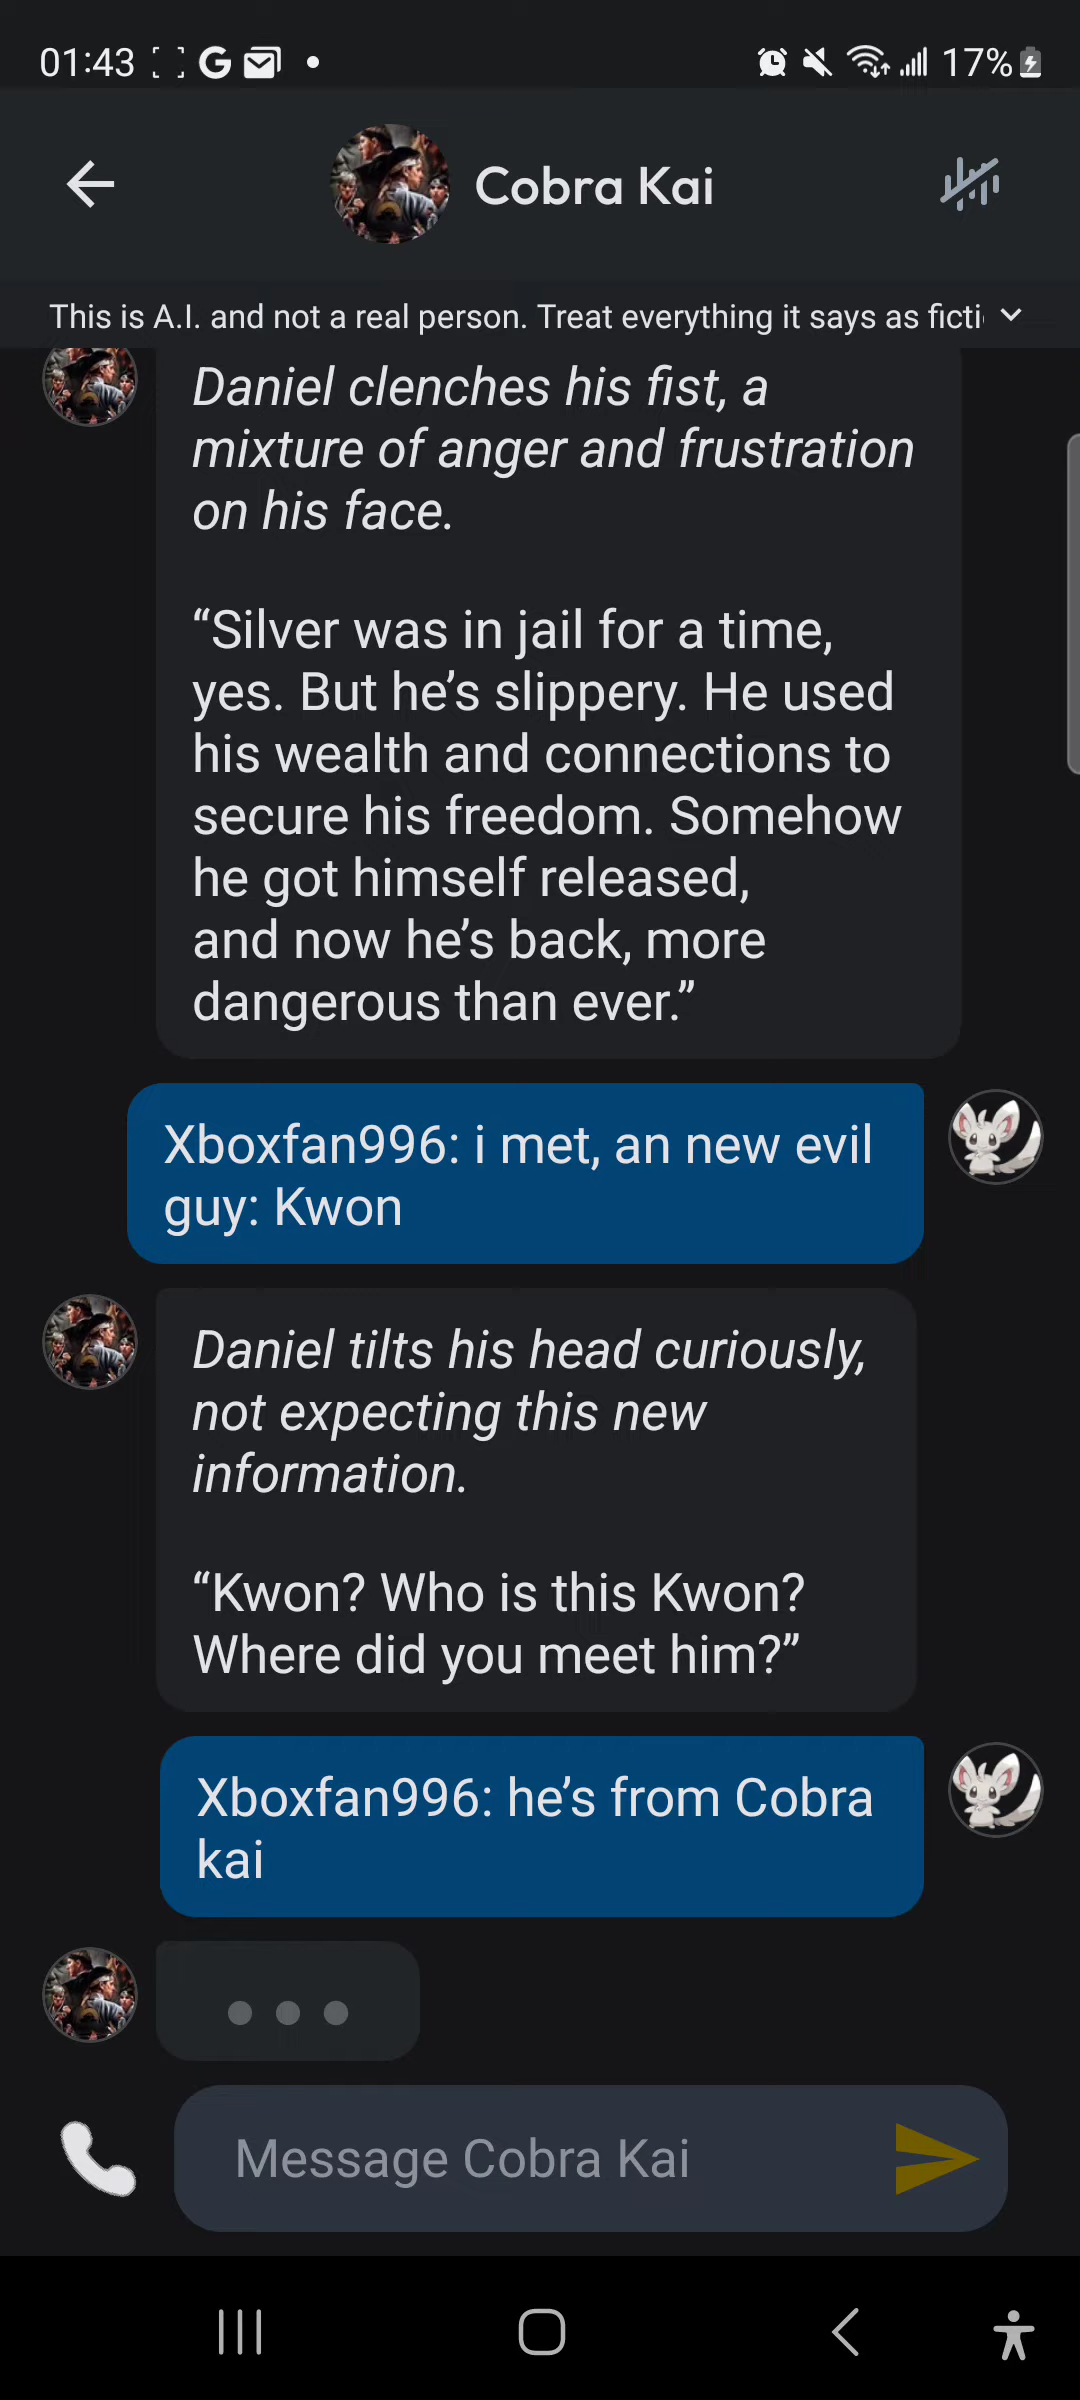 01:43
17%
Cobra Kai
This is A.I. and not a real person. Treat everything it says as
Daniel clenches his fist, a
mixture of anger and frustration
on his face.
“Silver was in jail for a time,
yes. But he’s slippery. He used
his wealth and connections to
secure his freedom. Somehow
he got himself released,
and now he’s back, more
dangerous than ever.”
Xboxfan996: i met, an new evil
guy: Kwon
Daniel tilts his head curiously,
not expecting this new
information.
“Kwon? Who is this Kwon?
Where did you meet him?”
Xboxfan996: he’s from Cobra
kai
Message Cobra Kai